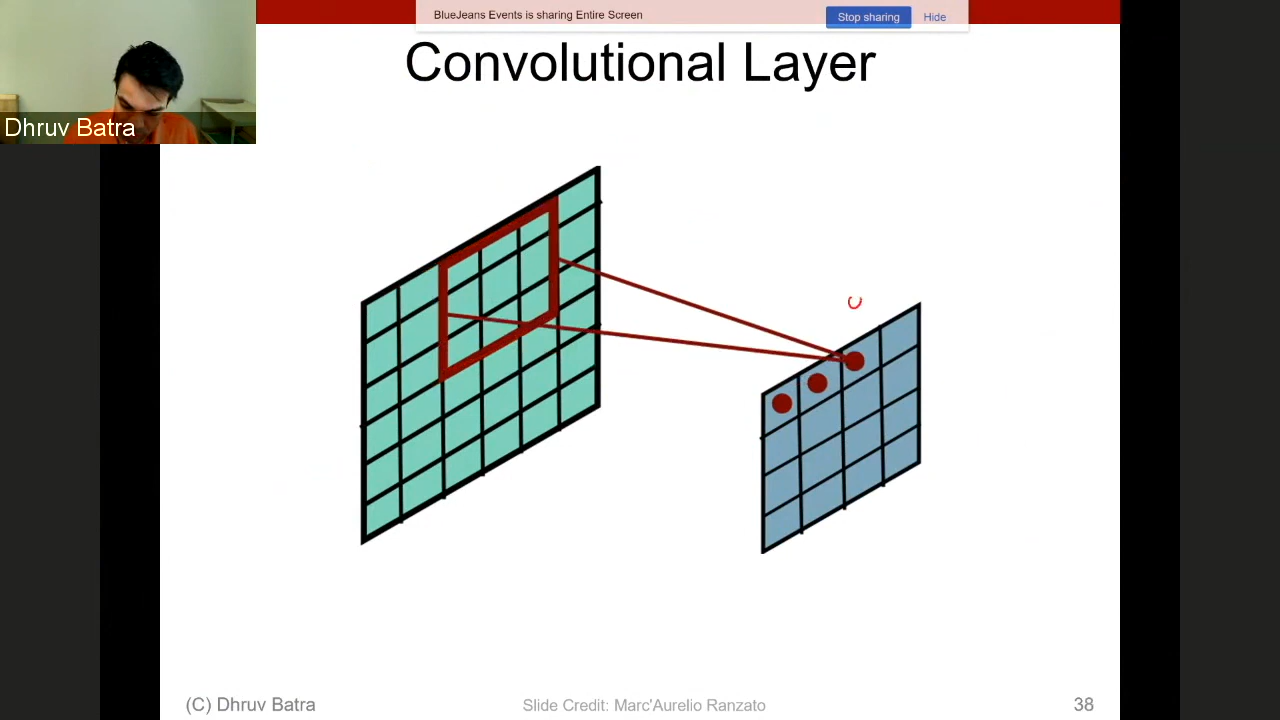 BlueJeans Events is sharing Entire Screen
Stop sharing
Hide
Convolutional Layer
Dhruv Batra
(C) Dhruv Batra
Slide Credit: Marc'Aurelio Ranzato
38